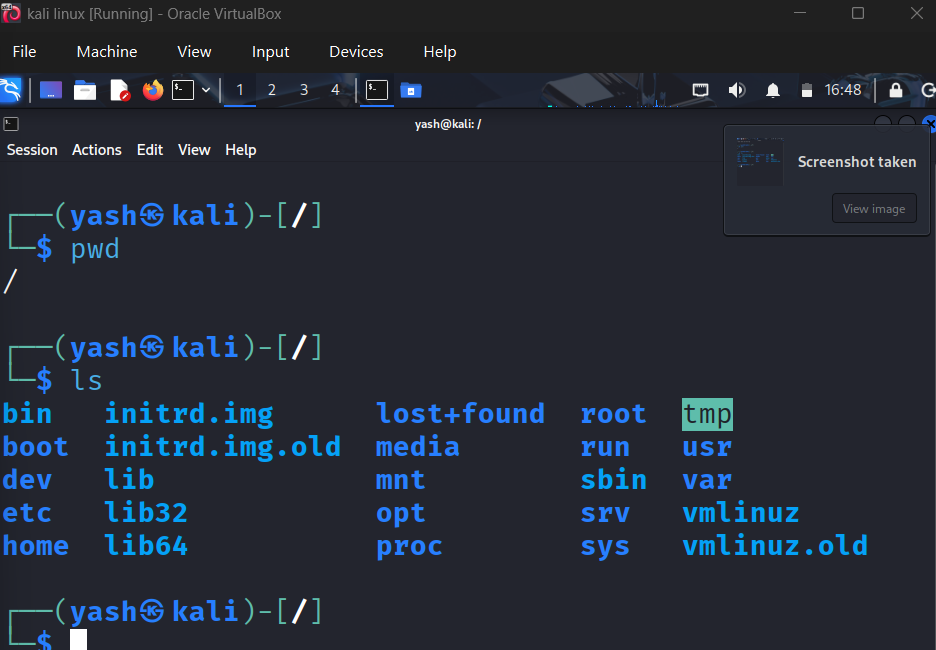 kali linux [Running] - Oracle VirtualBox
File Machine View Input Devices Help
1 2 3 4 16:48
yash@kali: /
Session Actions Edit View Help
Screenshot taken
View image
┌──(yash㉿kali)-[/]
└─$ pwd
/
┌──(yash㉿kali)-[/]
└─$ ls
bin initrd.img lost+found root tmp
boot initrd.img.old media run usr
dev lib mnt sbin var
etc lib32 opt srv vmlinuz
home lib64 proc sys vmlinuz.old
┌──(yash㉿kali)-[/]
└─$